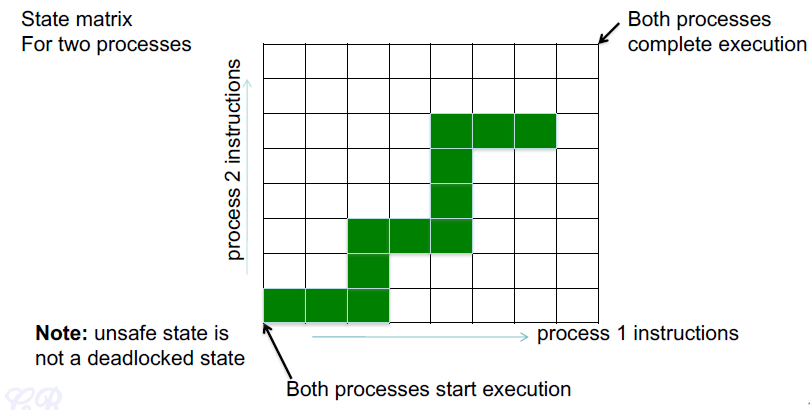 State matrix
For two processes
Both processes
complete execution
process 2 instructions
Note: unsafe state is
not a deadlocked state
process 1 instructions
Both processes start execution